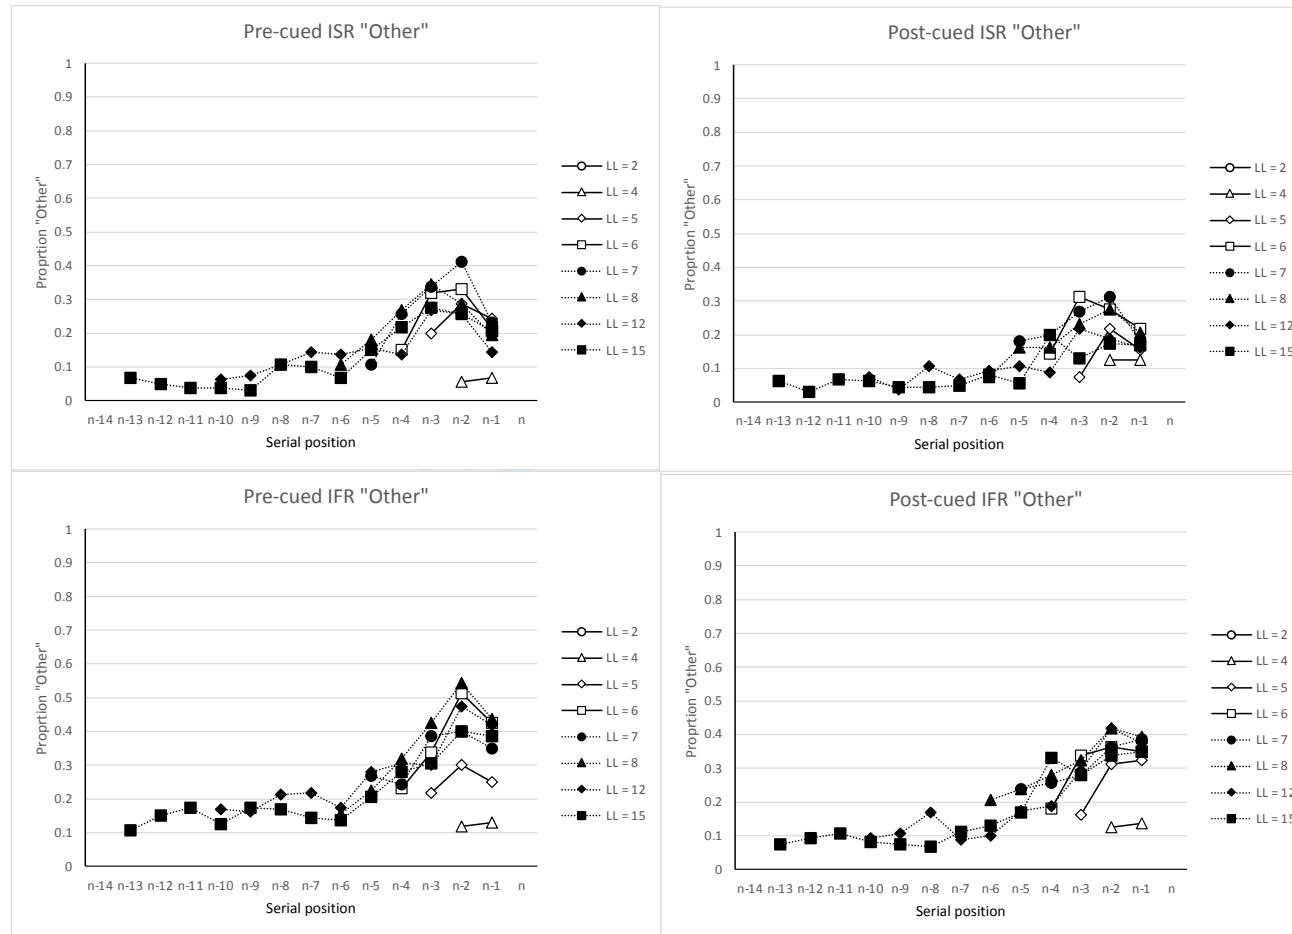 Pre-cued ISR "Other"
1
0.9
0.8
0.7
0.6
0.5
0.4
0.3
0.2
0.1
0
Proprtion "Other"
n-14 n-13 n-12 n-11 n-10 n-9 n-8 n-7 n-6 n-5 n-4 n-3 n-2 n-1 n
Serial position
LL = 2
LL = 4
LL = 5
LL = 6
LL = 7
LL = 8
LL = 12
LL = 15
Post-cued ISR "Other"
1
0.9
0.8
0.7
0.6
0.5
0.4
0.3
0.2
0.1
0
Proprtion "Other"
n-14 n-13 n-12 n-11 n-10 n-9 n-8 n-7 n-6 n-5 n-4 n-3 n-2 n-1 n
Serial position
LL = 2
LL = 4
LL = 5
LL = 6
LL = 7
LL = 8
LL = 12
LL = 15
Pre-cued IFR "Other"
1
0.9
0.8
0.7
0.6
0.5
0.4
0.3
0.2
0.1
0
Proprtion "Other"
n-14 n-13 n-12 n-11 n-10 n-9 n-8 n-7 n-6 n-5 n-4 n-3 n-2 n-1 n
Serial position
LL = 2
LL = 4
LL = 5
LL = 6
LL = 7
LL = 8
LL = 12
LL = 15
Post-cued IFR "Other"
1
0.9
0.8
0.7
0.6
0.5
0.4
0.3
0.2
0.1
0
Proprtion "Other"
n-14 n-13 n-12 n-11 n-10 n-9 n-8 n-7 n-6 n-5 n-4 n-3 n-2 n-1 n
Serial position
LL = 2
LL = 4
LL = 5
LL = 6
LL = 7
LL = 8
LL = 12
LL = 15